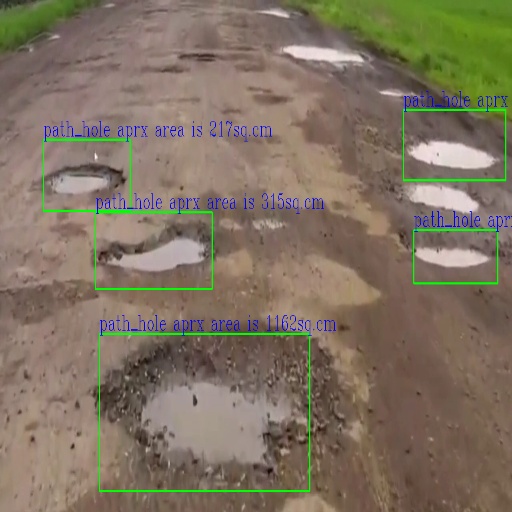 path_hole aprx
path_hole aprx area is 217sq.cm
path_hole aprx area is 315sq.cm
path_hole apr
path_hole aprx area is 1162sq.cm